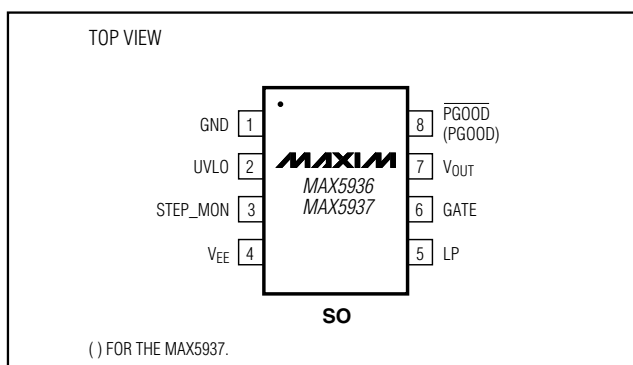 TOP VIEW
GND 1
UVLO 2
STEP_MON 3
VEE 4
MAXIM
MAX5936
MAX5937
8 PGOOD
(PGOOD)
7 VOUT
6 GATE
5 LP
SO
( ) FOR THE MAX5937.